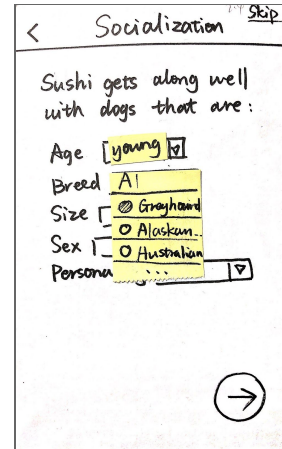 Skip
< Socialization
Sushi gets along well
with dogs that are :
Age young
Breed Al
Size Greyhound
Alaskan..
Sex Australian
Persona ...